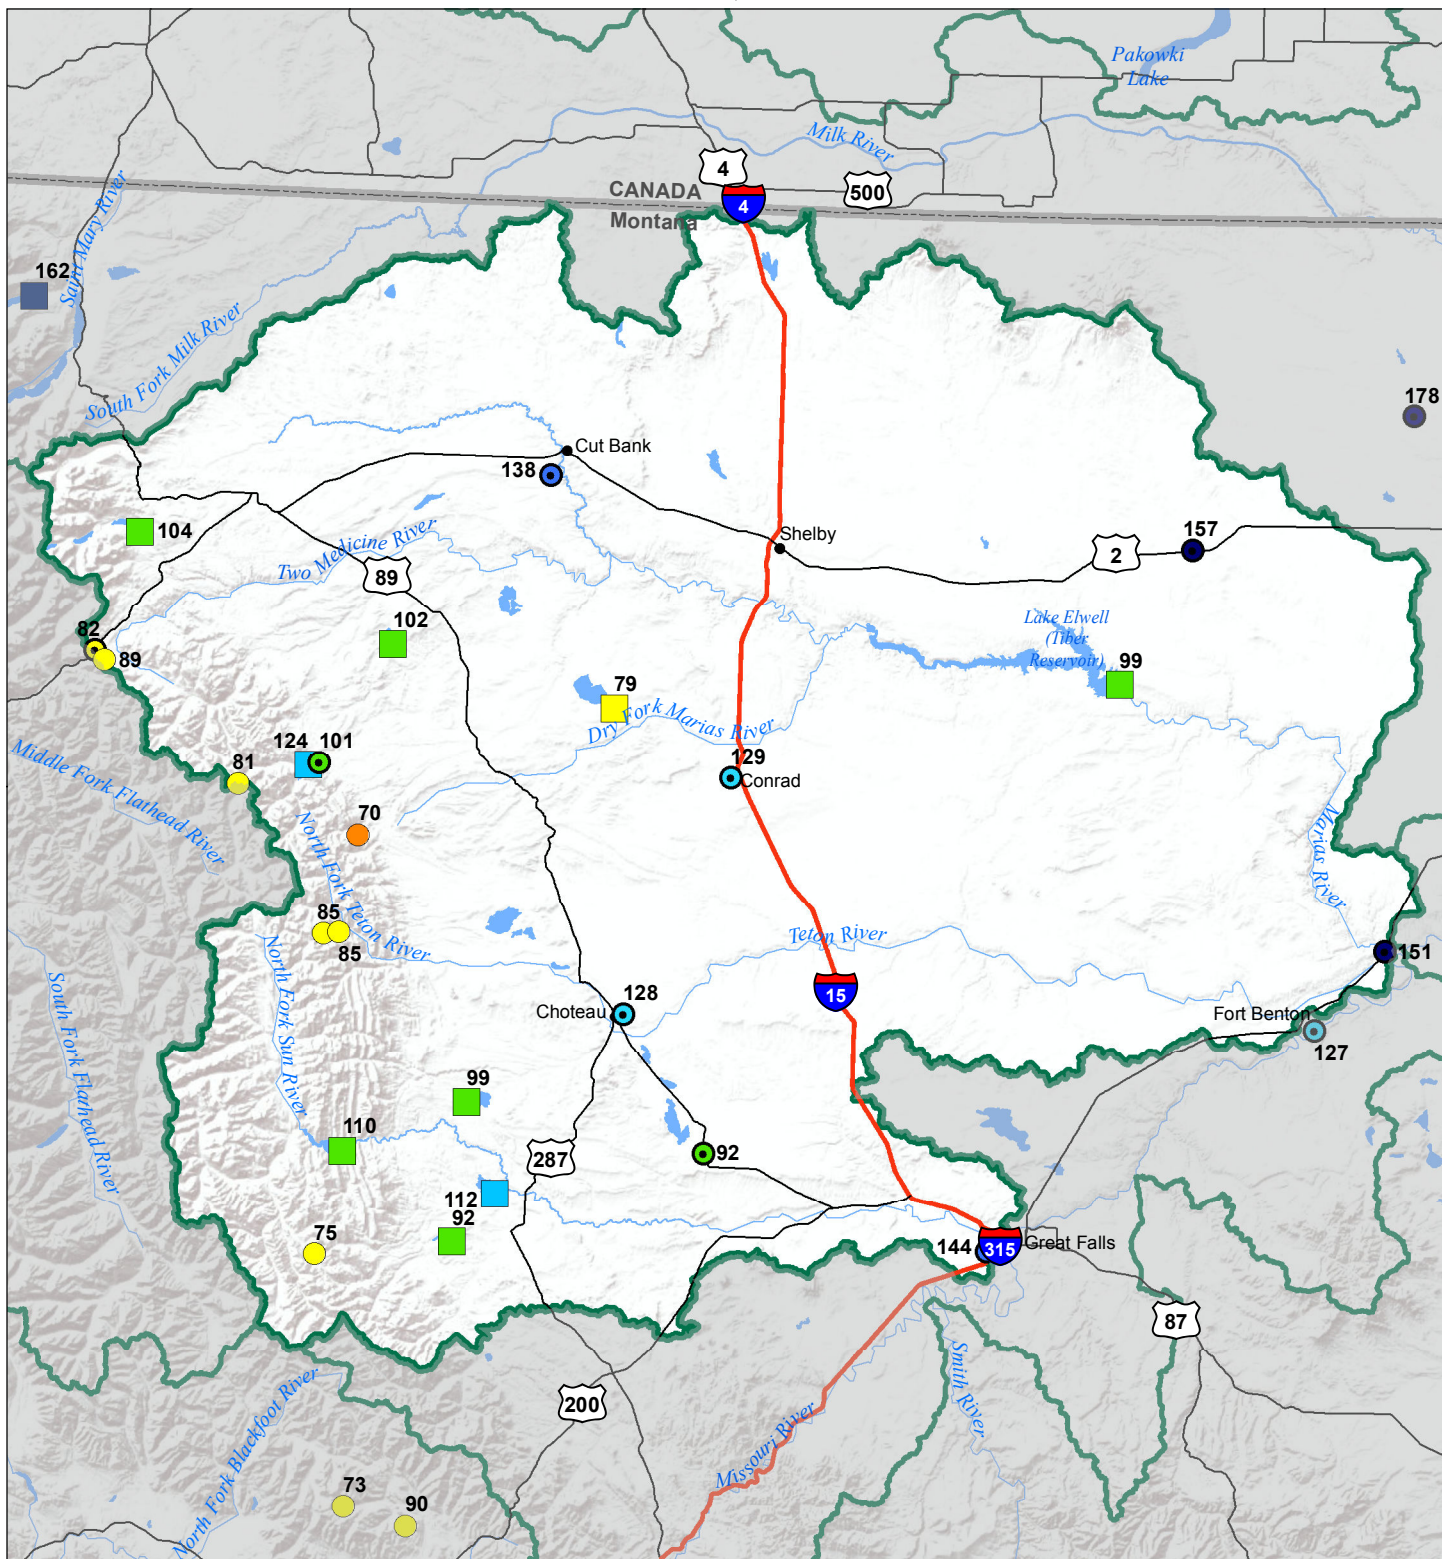 Pakowki
Lake
Milk River
4
500
CANADA
4
Montana
162
Saint Mary River
South Fork Milk River
178
Cut Bank
138
104
Shelby
157
2
Two Medicine River
89
102
82
89
Lake Elwell
(Tiber
Reservoir)
99
79
Dry Fork Marias River
124
101
129
Conrad
81
Middle Fork Flathead River
70
North Fork Teton River
Marias River
85
85
Teton River
151
North Fork Sun River
South Fork Flathead River
15
128
Choteau
Fort Benton
127
99
110
287
92
112
92
75
144
315
Great Falls
87
Smith River
200
Missouri River
North Fork Blackfoot River
73
90